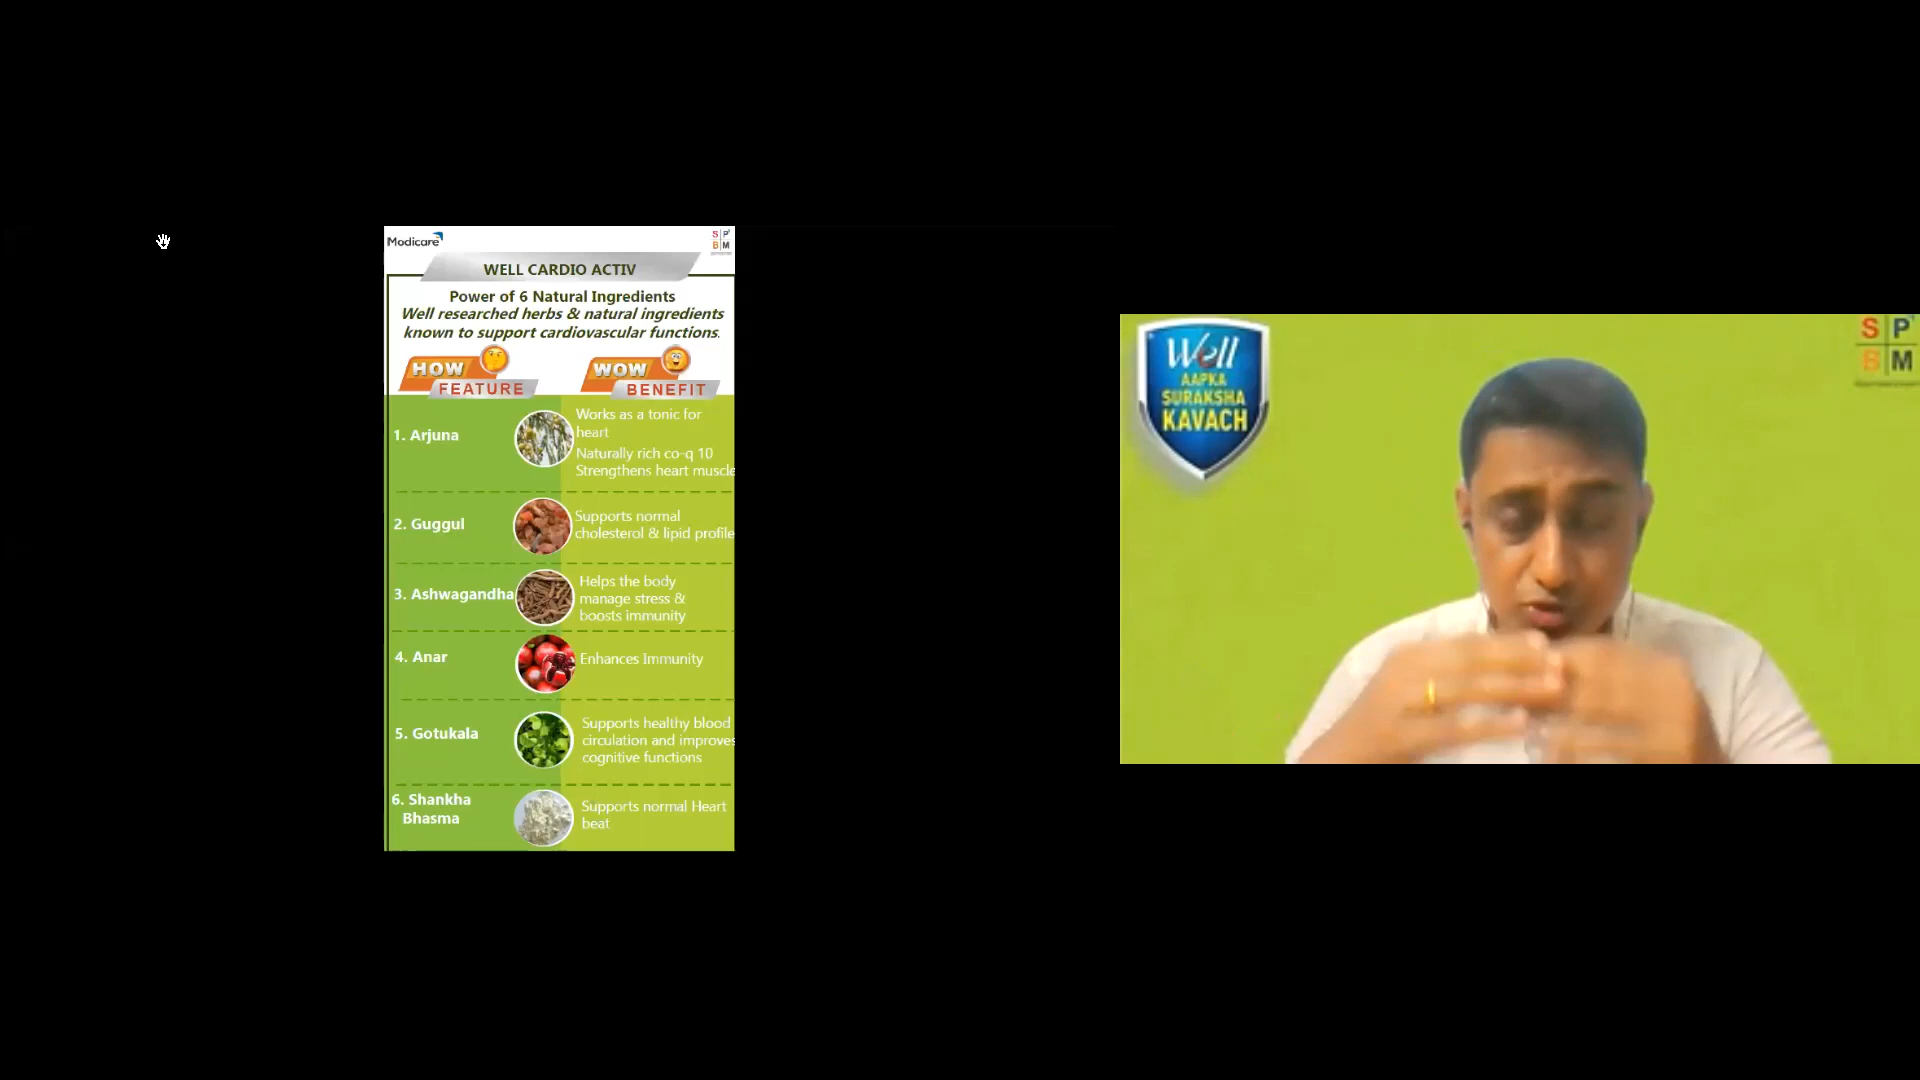 Modicare
S P
B M
WELL CARDIO ACTIV
Power of 6 Natural Ingredients
Well researched herbs & natural ingredients
known to support cardiovascular functions.
HOW
FEATURE
WOW
BENEFIT
1. Arjuna
Works as a tonic for
heart
Naturally rich co-q 10
Strengthens heart muscle
2. Guggul
Supports normal
cholesterol & lipid profile
3. Ashwagandha
Helps the body
manage stress &
boosts immunity
4. Anar
Enhances Immunity
5. Gotukala
Supports healthy blood
circulation and improves
cognitive functions
6. Shankha
Bhasma
Supports normal Heart
beat
Well
AAPKA
SURAKSHA
KAVACH
S P
B M